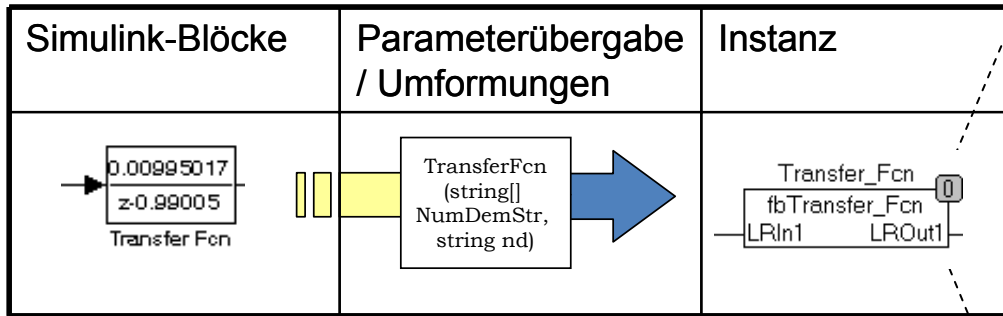 Simulink-Blöcke
Parameterübergabe
/ Umformungen
Instanz
0.00995017
z-0.99005
Transfer Fcn
TransferFcn
(string[]
NumDemStr,
string nd)
Transfer_Fcn
0
fbTransfer_Fcn
LRIn1 LROut1